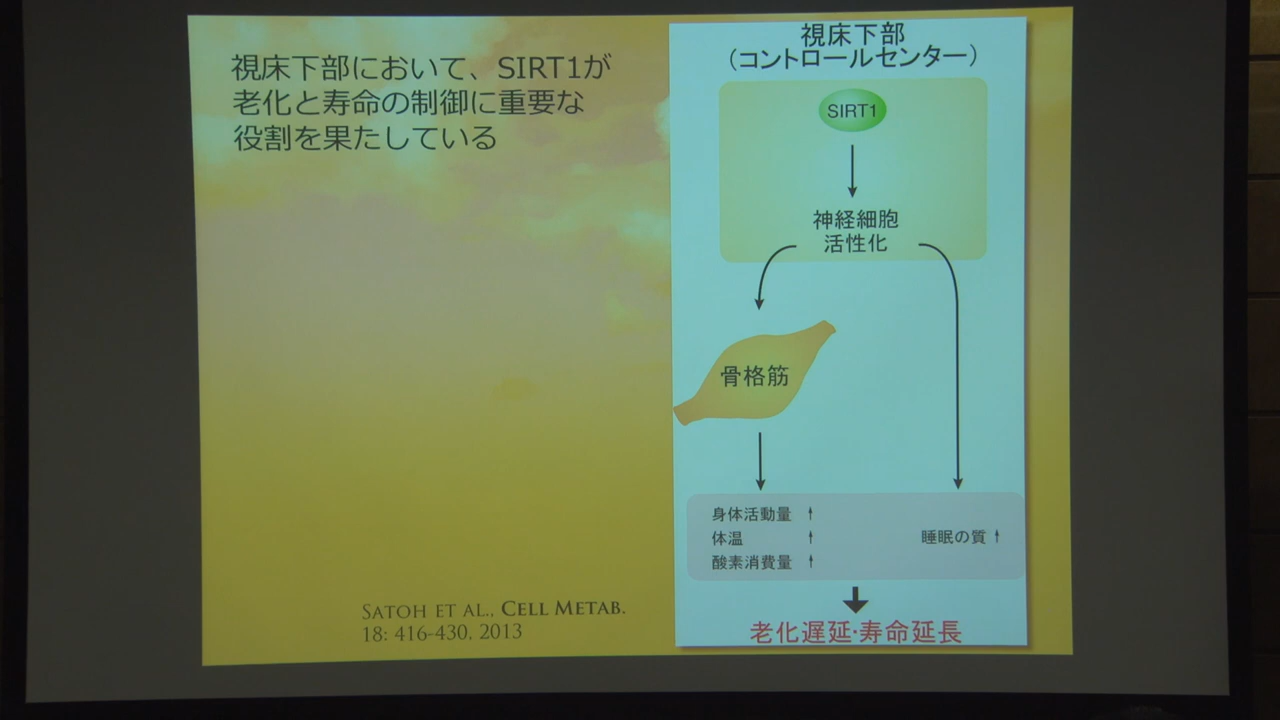 視床下部において、SIRT1が
老化と寿命の制御に重要な
役割を果たしている
SATOH ET AL., CELL METAB.
18: 416-430, 2013
視床下部
(コントロールセンター)
SIRT1
神経細胞
活性化
骨格筋
身体活動量 ↑
体温 ↑
酸素消費量 ↑
睡眠の質 ↑
老化遅延・寿命延長